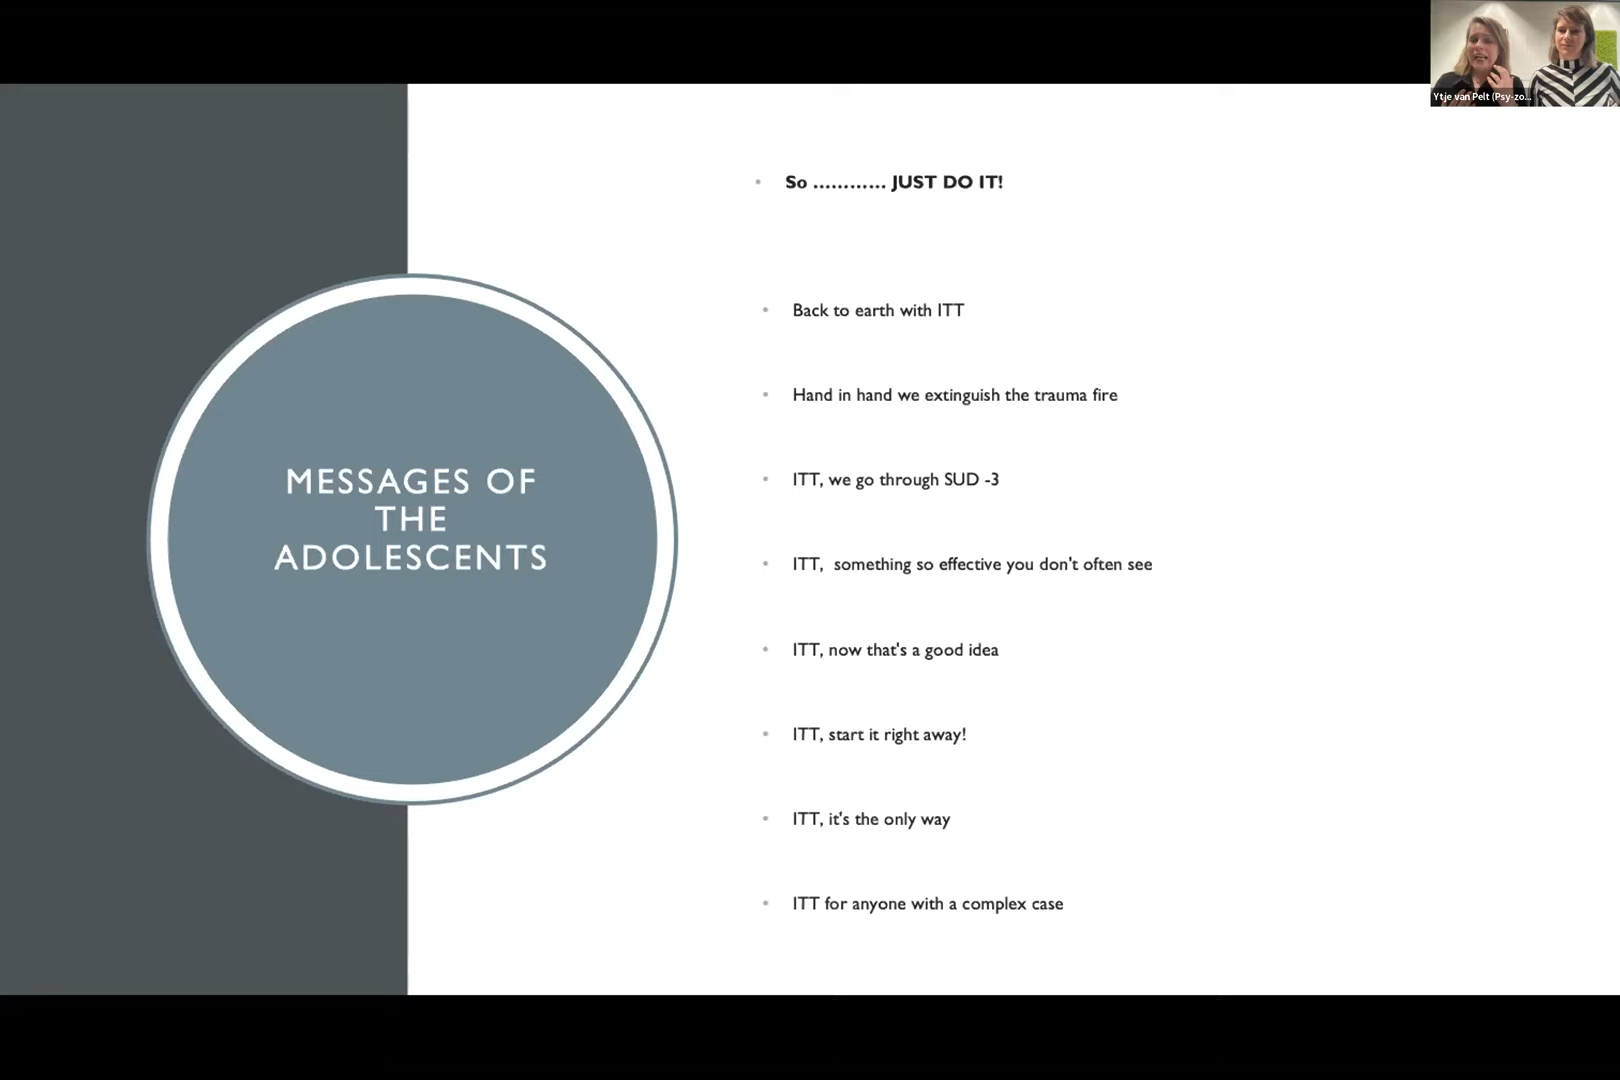 Ytje van Pelt (Psy-zo...
So ............ JUST DO IT!
MESSAGES OF
THE
ADOLESCENTS
Back to earth with ITT
Hand in hand we extinguish the trauma fire
ITT, we go through SUD -3
ITT,  something so effective you don't often see
ITT, now that's a good idea
ITT, start it right away!
ITT, it's the only way
ITT for anyone with a complex case